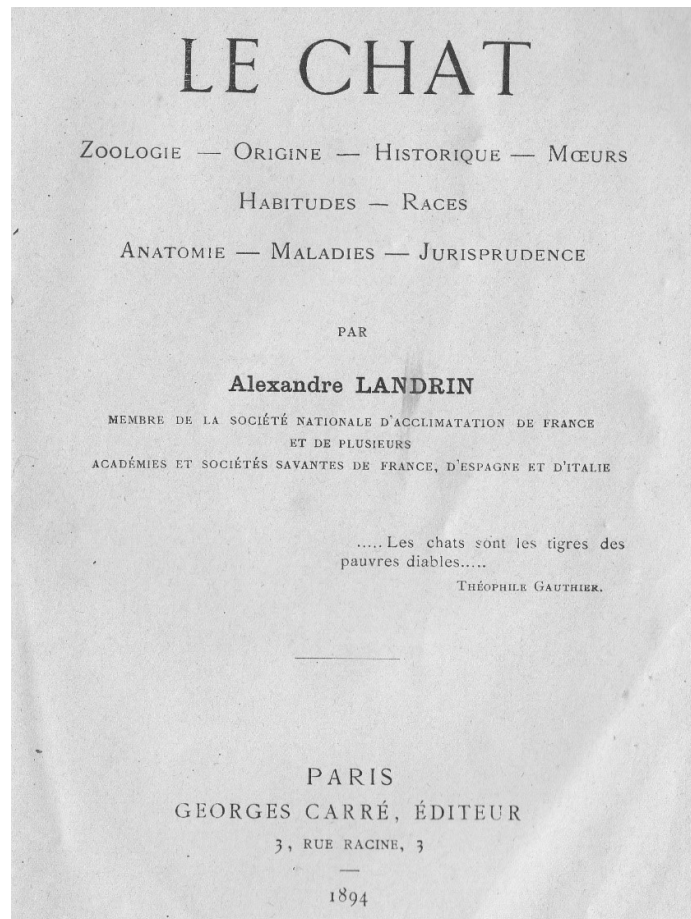 LE CHAT
ZOOLOGIE — ORIGINE — HISTORIQUE — MŒURS
HABITUDES — RACES
ANATOMIE — MALADIES — JURISPRUDENCE
PAR
Alexandre LANDRIN
MEMBRE DE LA SOCIÉTÉ NATIONALE D'ACCLIMATATION DE FRANCE
ET DE PLUSIEURS
ACADÉMIES ET SOCIÉTÉS SAVANTES DE FRANCE, D'ESPAGNE ET D'ITALIE
..... Les chats sont les tigres des
pauvres diables.....
THÉOPHILE GAUTHIER.
PARIS
GEORGES CARRÉ, ÉDITEUR
3, RUE RACINE, 3
1894